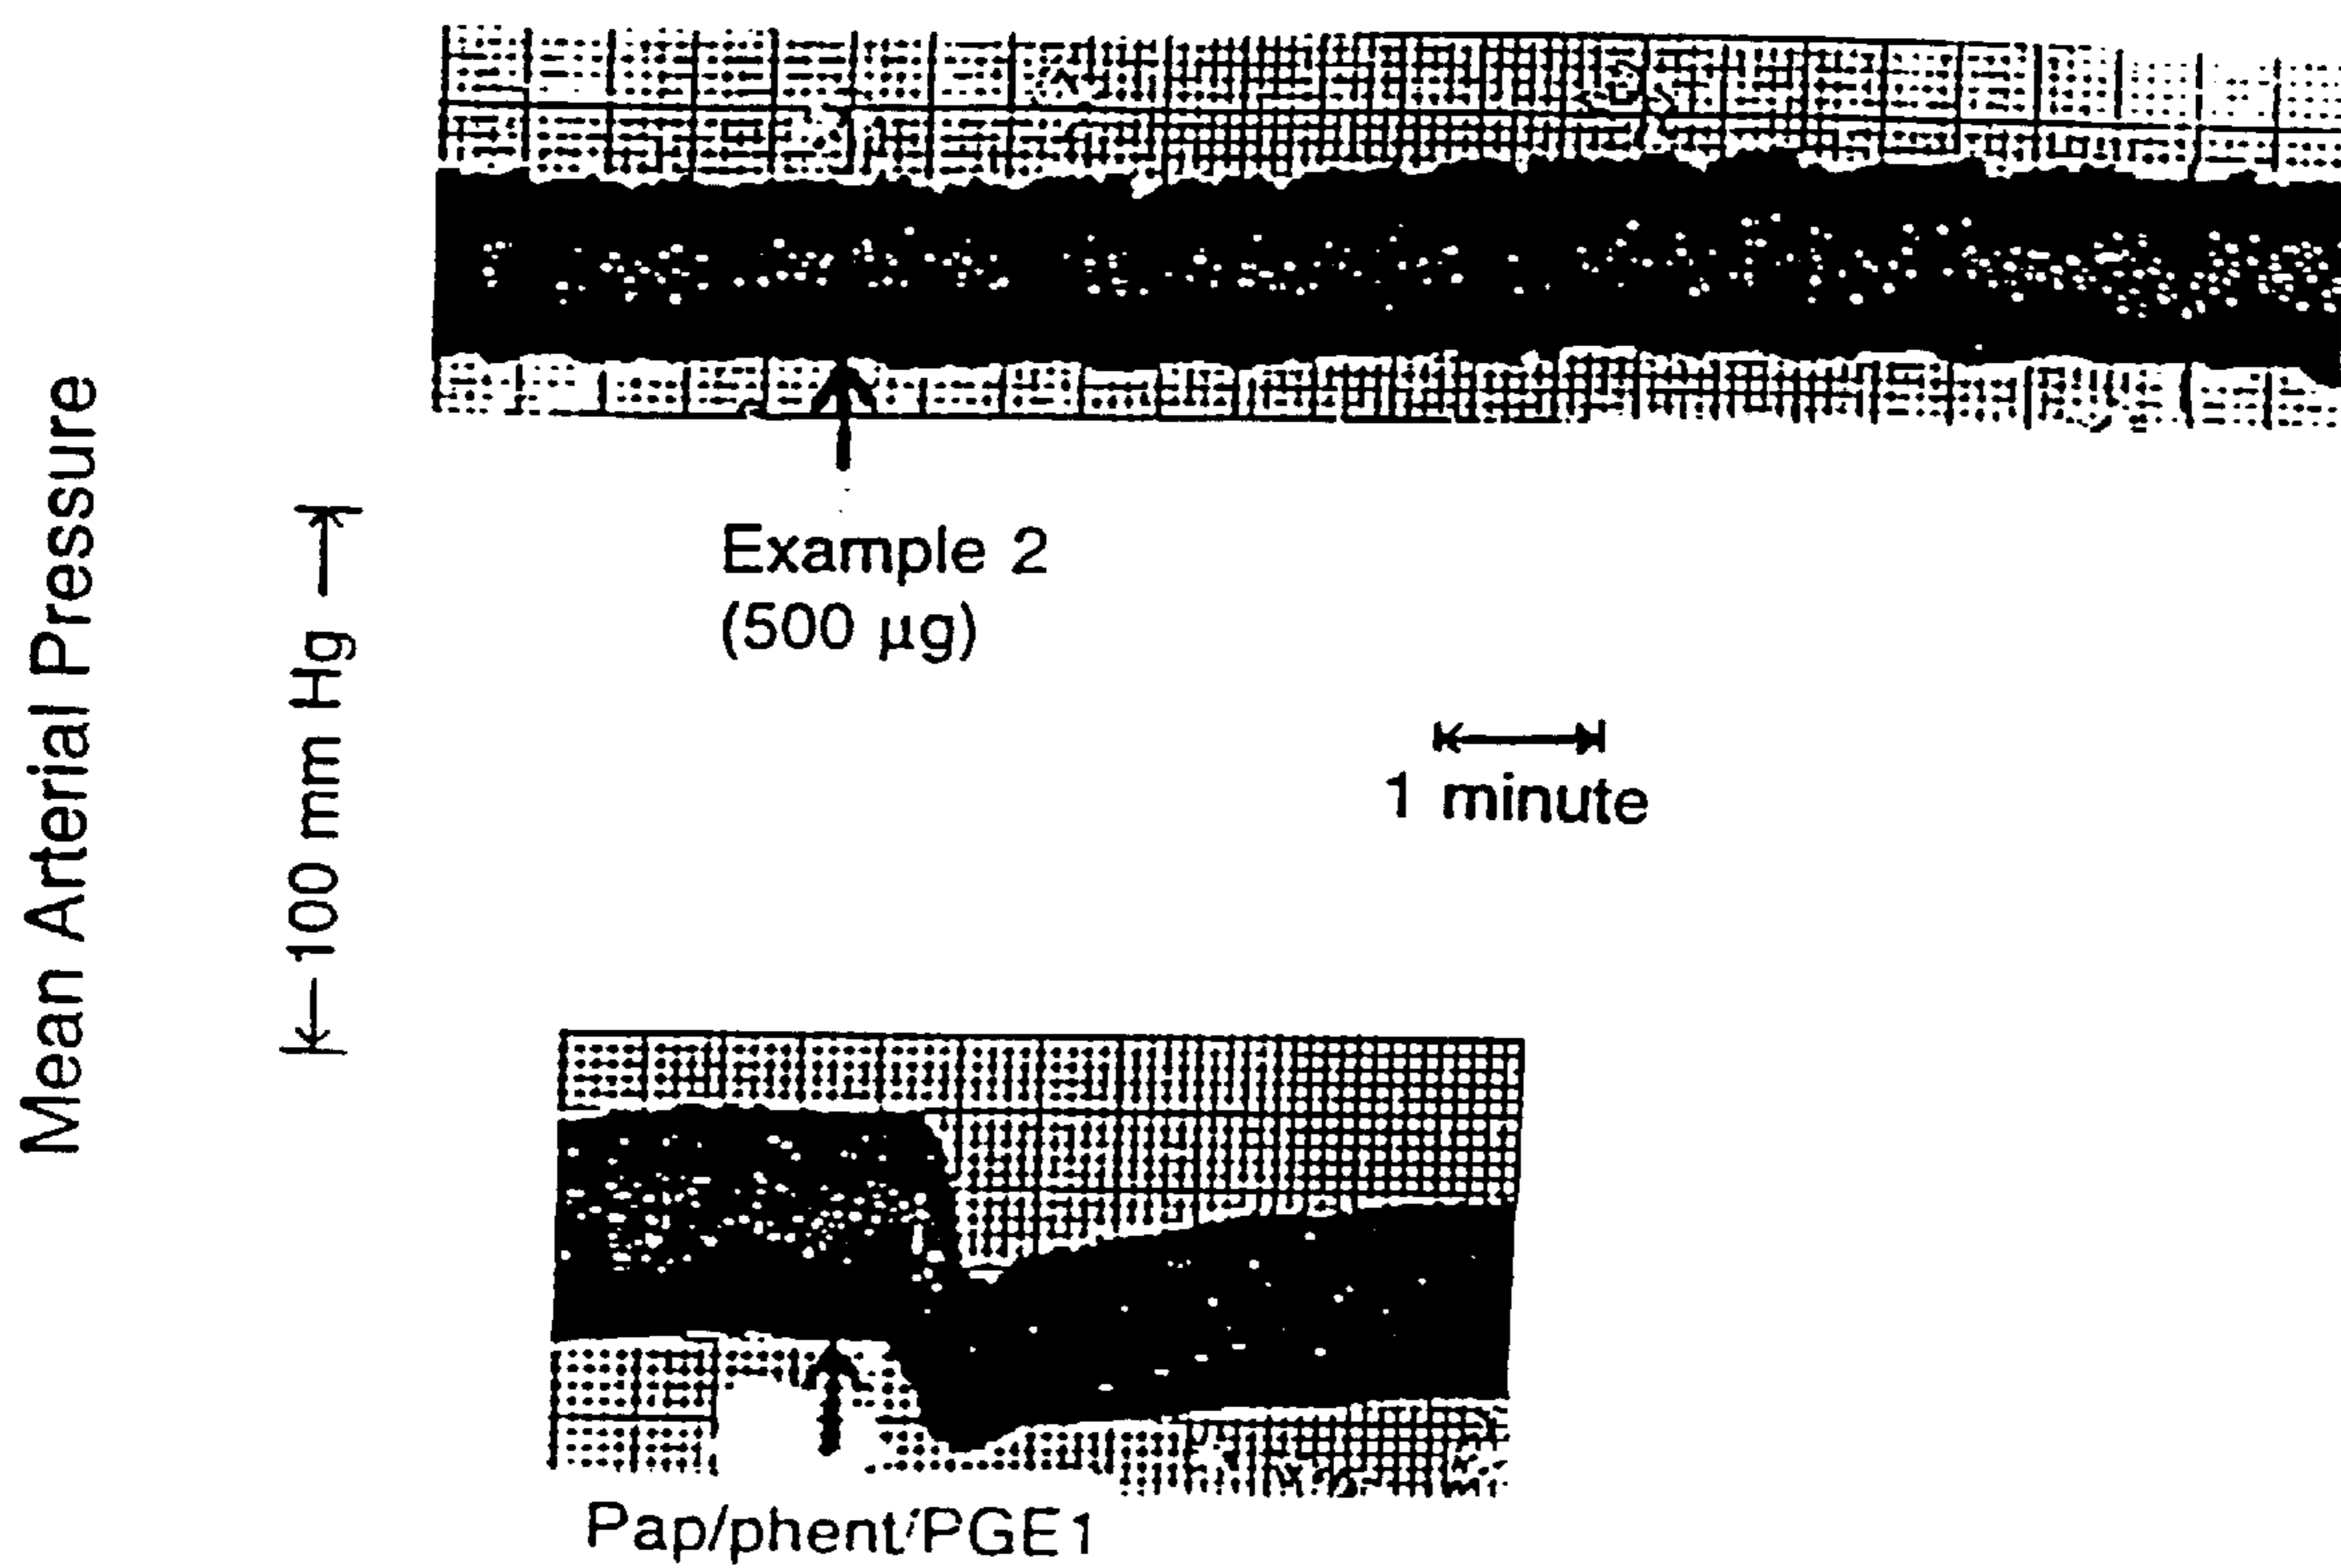 Mean Arterial Pressure
100 mm Hg
Example 2
(500 µg)
1 minute
Pap/phent/PGE1